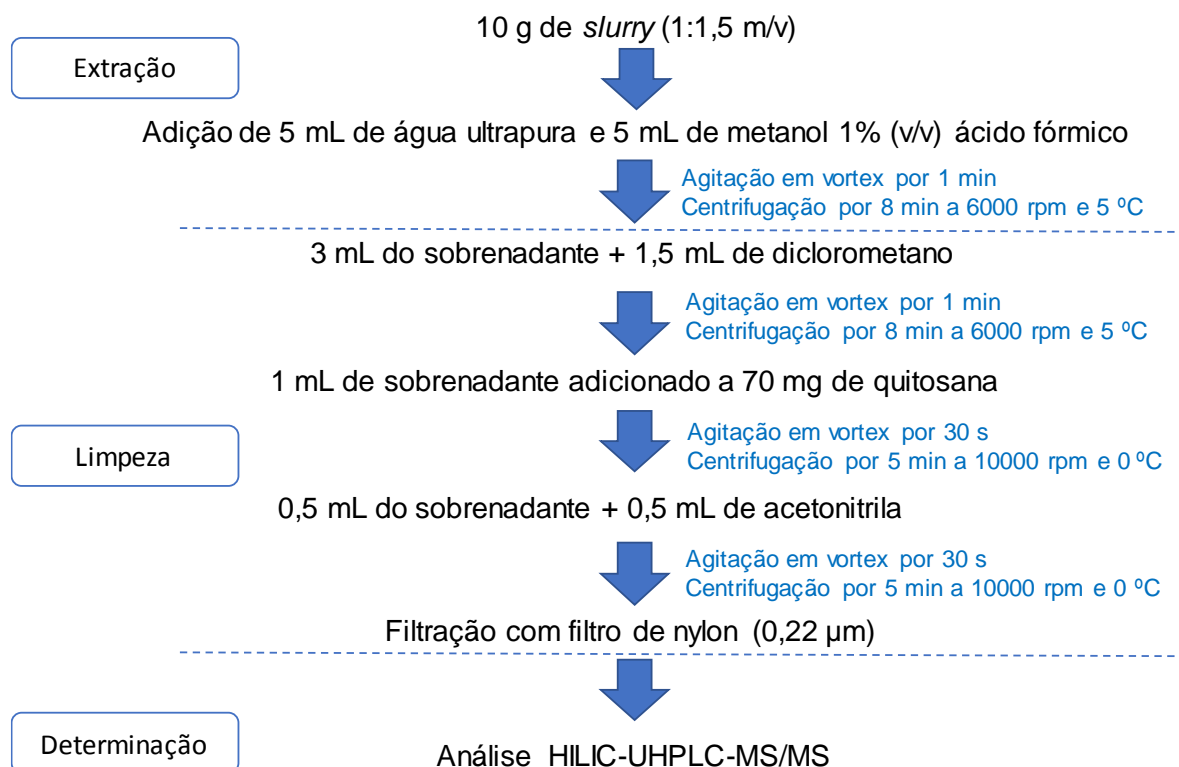 10 g de slurry (1:1,5 m/v)
Extração
Adição de 5 mL de água ultrapura e 5 mL de metanol 1% (v/v) ácido fórmico
Agitação em vortex por 1 min
Centrifugação por 8 min a 6000 rpm e 5 ºC
3 mL do sobrenadante + 1,5 mL de diclorometano
Agitação em vortex por 1 min
Centrifugação por 8 min a 6000 rpm e 5 ºC
1 mL de sobrenadante adicionado a 70 mg de quitosana
Agitação em vortex por 30 s
Centrifugação por 5 min a 10000 rpm e 0 ºC
Limpeza
0,5 mL do sobrenadante + 0,5 mL de acetonitrila
Agitação em vortex por 30 s
Centrifugação por 5 min a 10000 rpm e 0 ºC
Filtração com filtro de nylon (0,22 µm)
Determinação
Análise HILIC-UHPLC-MS/MS